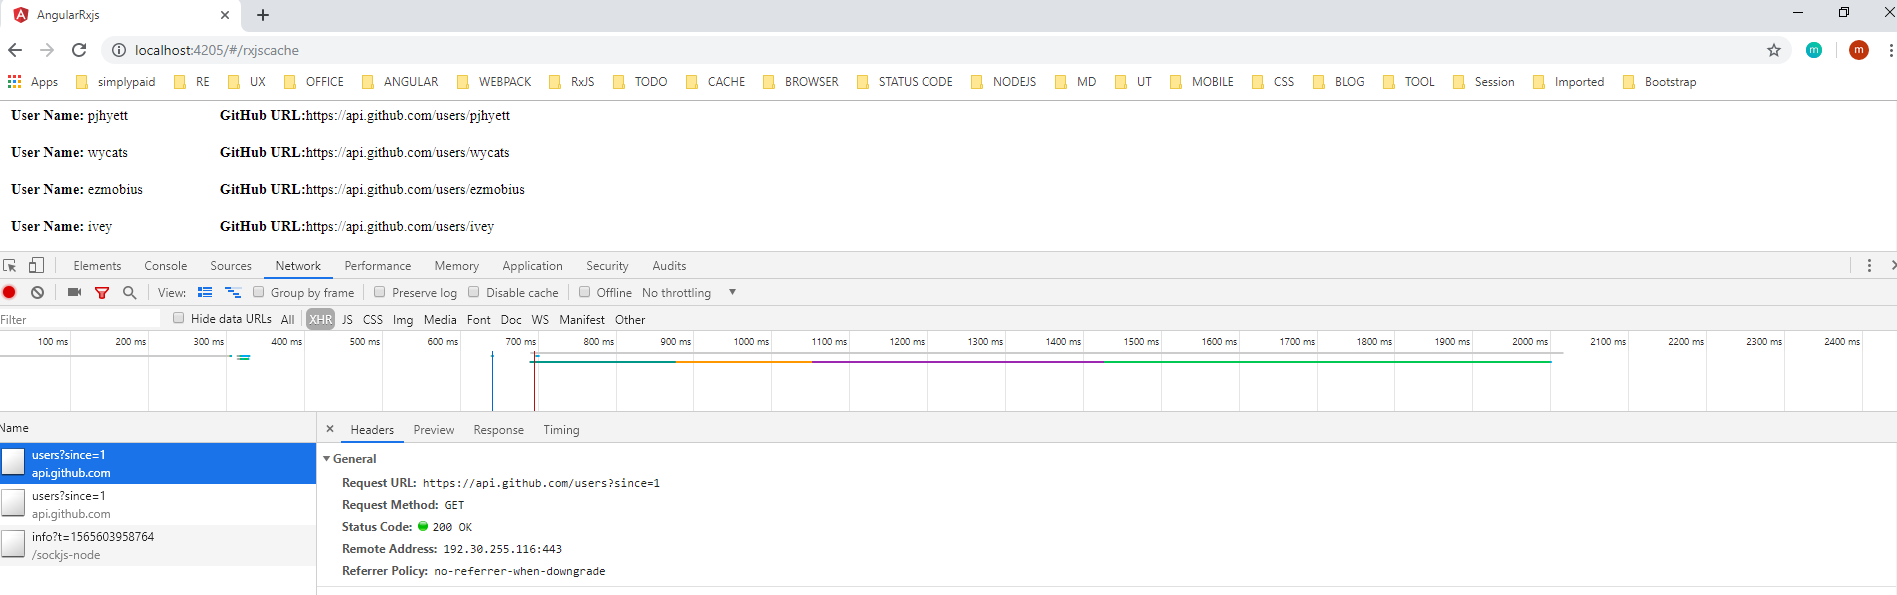 AngularRxjs
localhost:4205/#/rxjscache
m m
Apps simplypaid RE UX OFFICE ANGULAR WEBPACK RxJS TODO CACHE BROWSER STATUS CODE NODEJS MD UT MOBILE CSS BLOG TOOL Session Imported Bootstrap
User Name: pjhyett GitHub URL:https://api.github.com/users/pjhyett
User Name: wycats GitHub URL:https://api.github.com/users/wycats
User Name: ezmobius GitHub URL:https://api.github.com/users/ezmobius
User Name: ivey GitHub URL:https://api.github.com/users/ivey
Elements Console Sources Network Performance Memory Application Security Audits
View: Group by frame Preserve log Disable cache Offline No throttling
Filter Hide data URLs All XHR JS CSS Img Media Font Doc WS Manifest Other
100 ms 200 ms 300 ms 400 ms 500 ms 600 ms 700 ms 800 ms 900 ms 1000 ms 1100 ms 1200 ms 1300 ms 1400 ms 1500 ms 1600 ms 1700 ms 1800 ms 1900 ms 2000 ms 2100 ms 2200 ms 2300 ms 2400 ms
Name
Headers Preview Response Timing
users?since=1
api.github.com
users?since=1
api.github.com
info?t=1565603958764
/sockjs-node
General
Request URL: https://api.github.com/users?since=1
Request Method: GET
Status Code: 200 OK
Remote Address: 192.30.255.116:443
Referrer Policy: no-referrer-when-downgrade